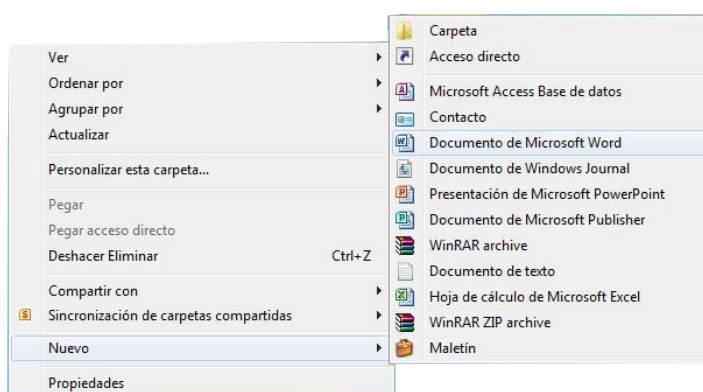 Ver
Ordenar por
Agrupar por
Actualizar
Personalizar esta carpeta...
Pegar
Pegar acceso directo
Deshacer Eliminar Ctrl+Z
Compartir con
Sincronización de carpetas compartidas
Nuevo
Propiedades
Carpeta
Acceso directo
Microsoft Access Base de datos
Contacto
Documento de Microsoft Word
Documento de Windows Journal
Presentación de Microsoft PowerPoint
Documento de Microsoft Publisher
WinRAR archive
Documento de texto
Hoja de cálculo de Microsoft Excel
WinRAR ZIP archive
Maletín